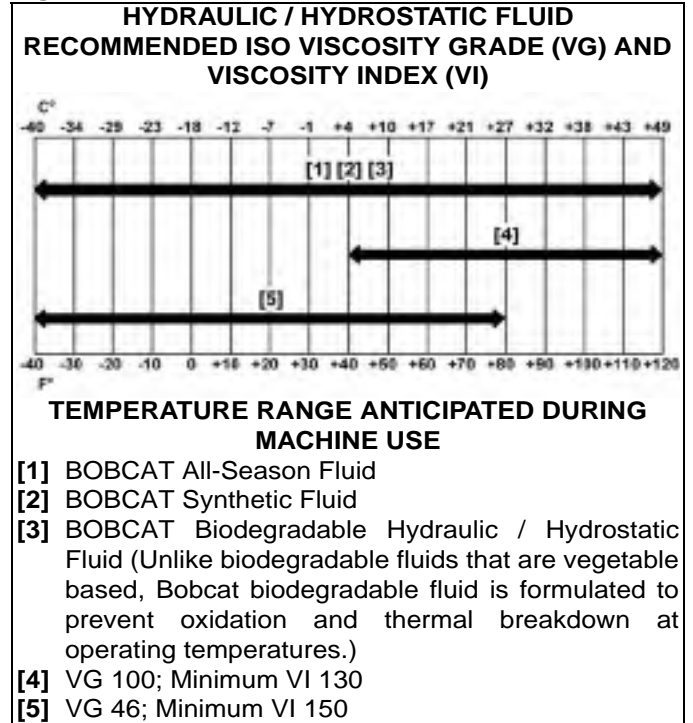 HYDRAULIC / HYDROSTATIC FLUID
RECOMMENDED ISO VISCOSITY GRADE (VG) AND
VISCOSITY INDEX (VI)
C°
-40 -34 -29 -23 -18 -12 -7 -1 +4 +10 +17 +21 +27 +32 +38 +43 +49
[1] [2] [3]
[4]
[5]
-40 -30 -20 -10 0 +10 +20 +30 +40 +50 +60 +70 +80 +90 +100 +110 +120
F°
TEMPERATURE RANGE ANTICIPATED DURING
MACHINE USE
[1] BOBCAT All-Season Fluid
[2] BOBCAT Synthetic Fluid
[3] BOBCAT Biodegradable Hydraulic / Hydrostatic
Fluid (Unlike biodegradable fluids that are vegetable
based, Bobcat biodegradable fluid is formulated to
prevent oxidation and thermal breakdown at
operating temperatures.)
[4] VG 100; Minimum VI 130
[5] VG 46; Minimum VI 150